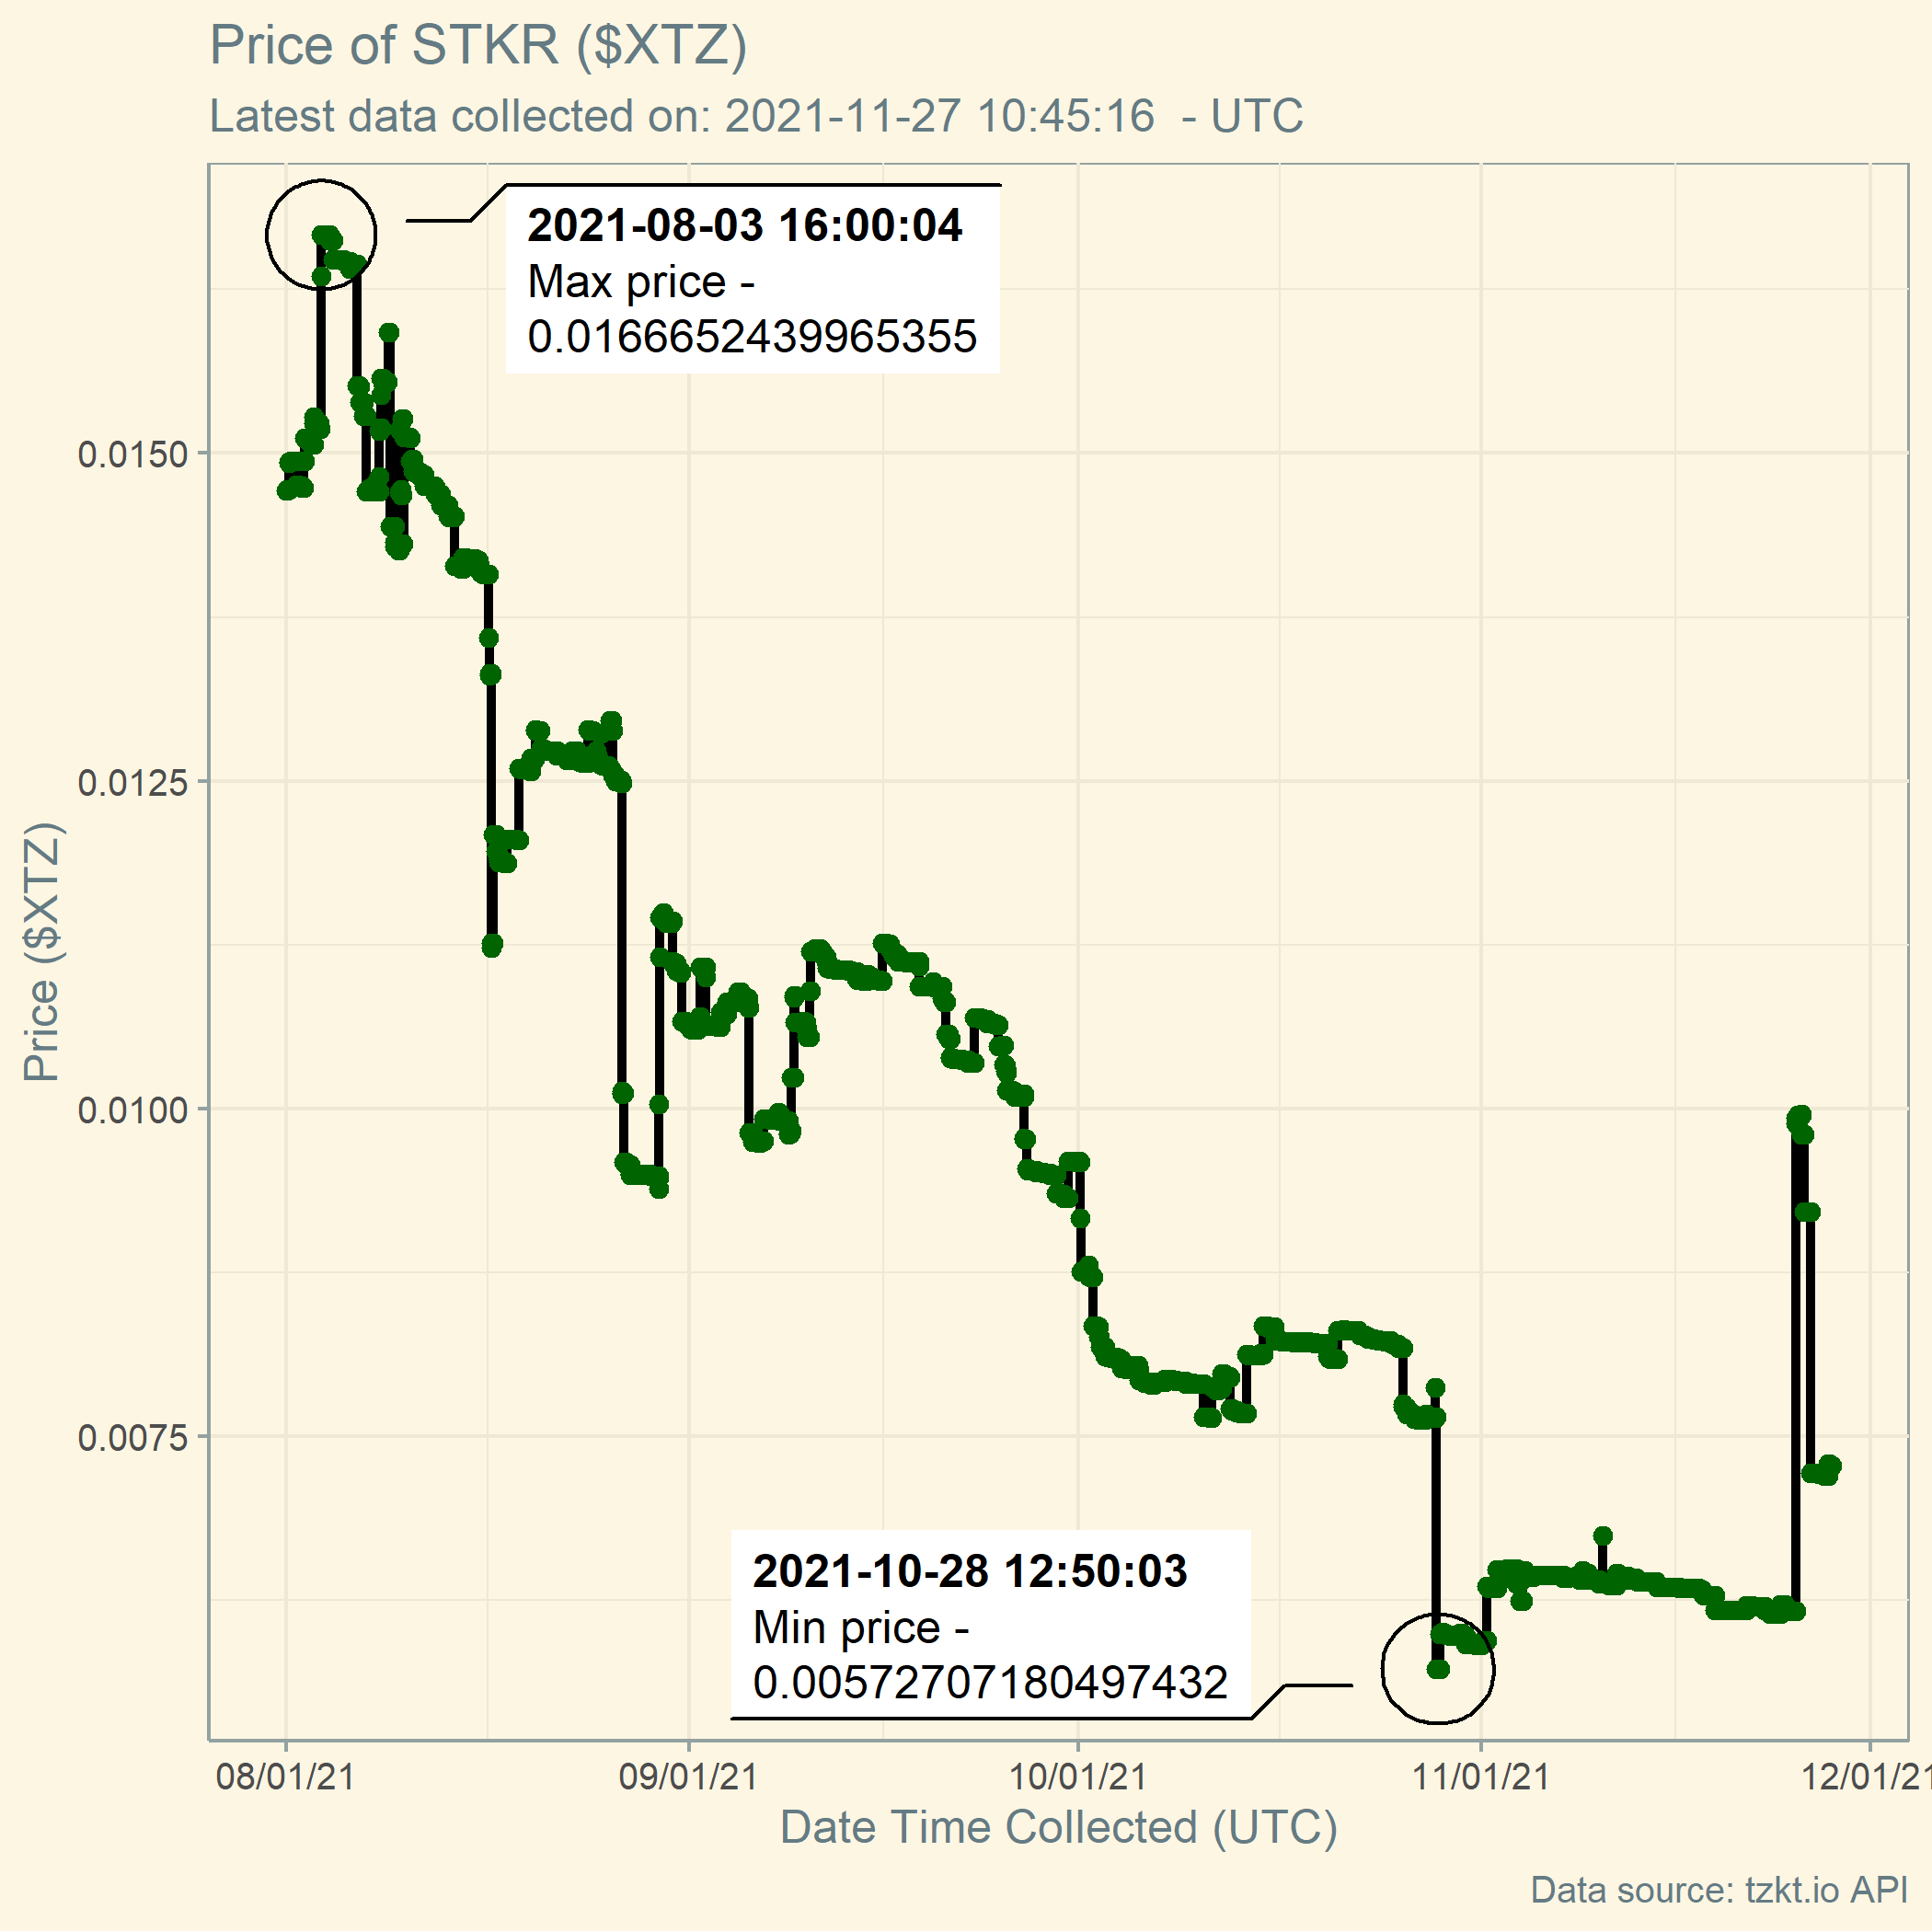 Price of STKR ($XTZ)
Latest data collected on: 2021-11-27 10:45:16  - UTC
2021-08-03 16:00:04
Max price -
0.0166652439965355
0.0150
0.0125
0.0100
0.0075
Price ($XTZ)
2021-10-28 12:50:03
Min price -
0.00572707180497432
08/01/21
09/01/21
10/01/21
11/01/21
12/01/21
Date Time Collected (UTC)
Data source: tzkt.io API